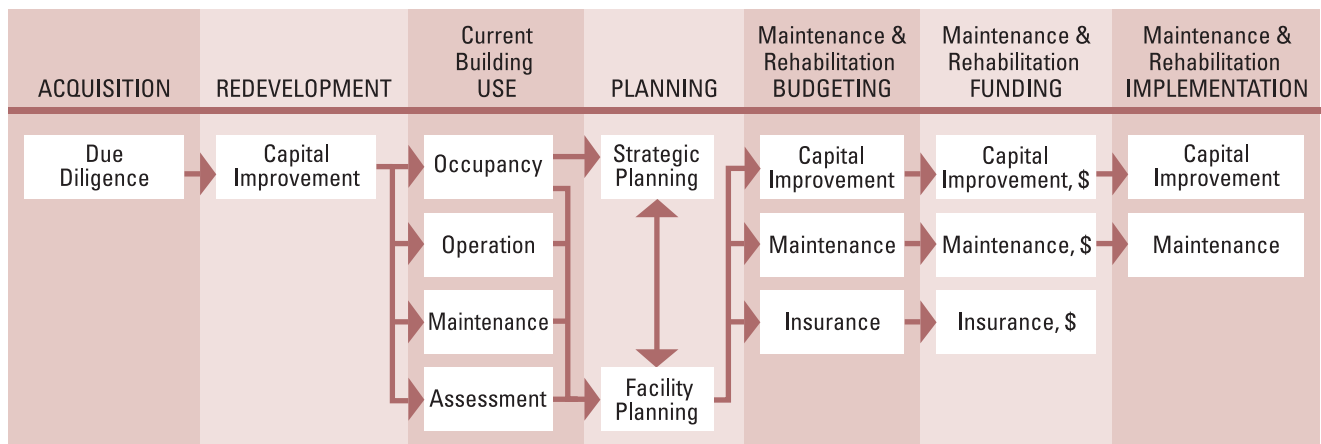 ACQUISITION
REDEVELOPMENT
Current
Building
USE
PLANNING
Maintenance &
Rehabilitation
BUDGETING
Maintenance &
Rehabilitation
FUNDING
Maintenance &
Rehabilitation
IMPLEMENTATION
Due
Diligence
Capital
Improvement
Occupancy
Operation
Maintenance
Assessment
Strategic
Planning
Facility
Planning
Capital
Improvement
Maintenance
Insurance
Capital
Improvement, $
Maintenance, $
Insurance, $
Capital
Improvement
Maintenance